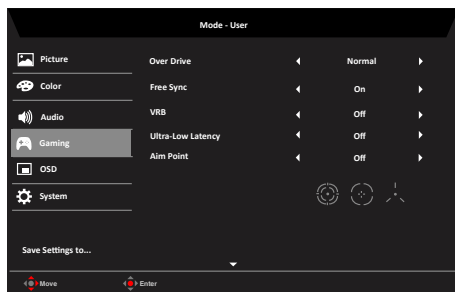 Mode - User
Picture
Color
Audio
Gaming
OSD
System
Save Settings to...
Over Drive Normal
Free Sync On
VRB Off
Ultra-Low Latency Off
Aim Point Off
Move Enter